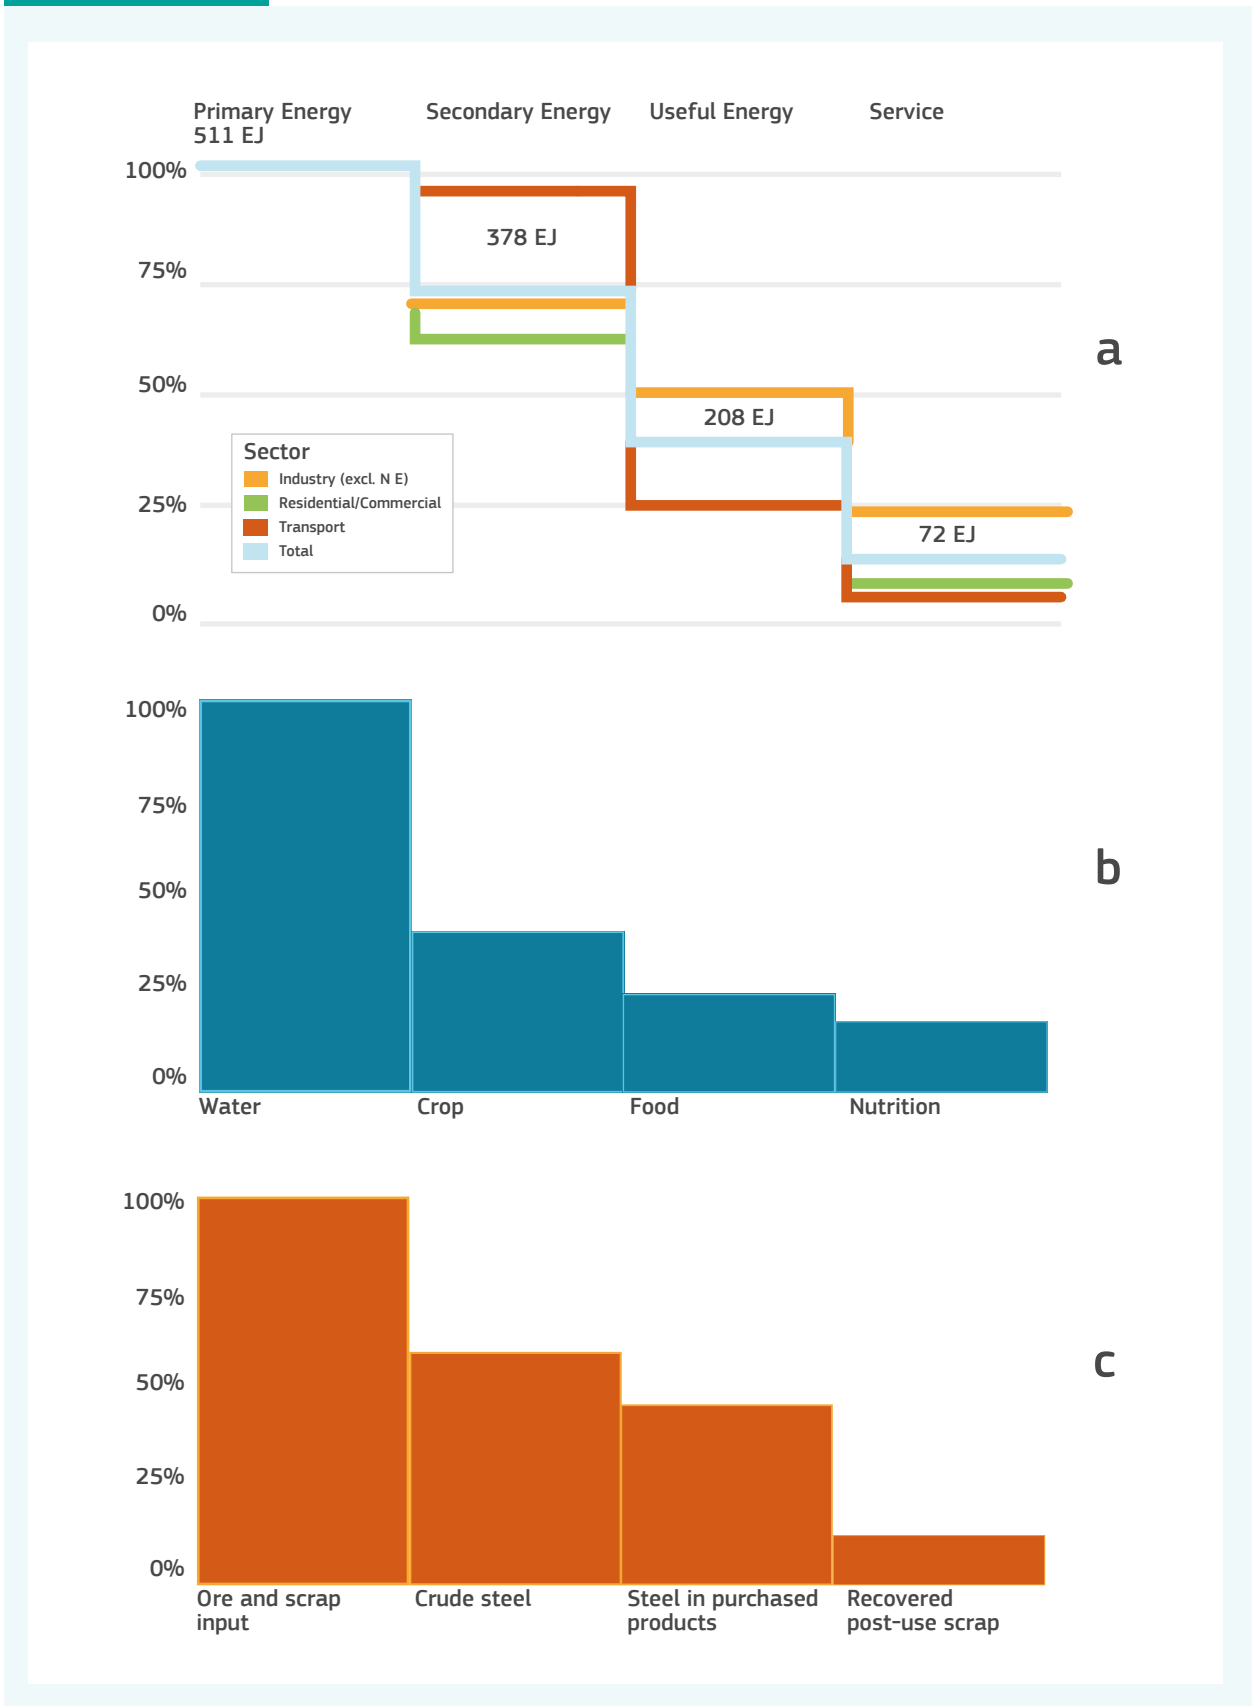 Primary Energy
511 EJ
Secondary Energy
Useful Energy
Service
100%
75%
50%
25%
0%
378 EJ
208 EJ
72 EJ
Sector
Industry (excl. N E)
Residential/Commercial
Transport
Total
a
100%
75%
50%
25%
0%
Water
Crop
Food
Nutrition
b
100%
75%
50%
25%
0%
Ore and scrap
input
Crude steel
Steel in purchased
products
Recovered
post-use scrap
c